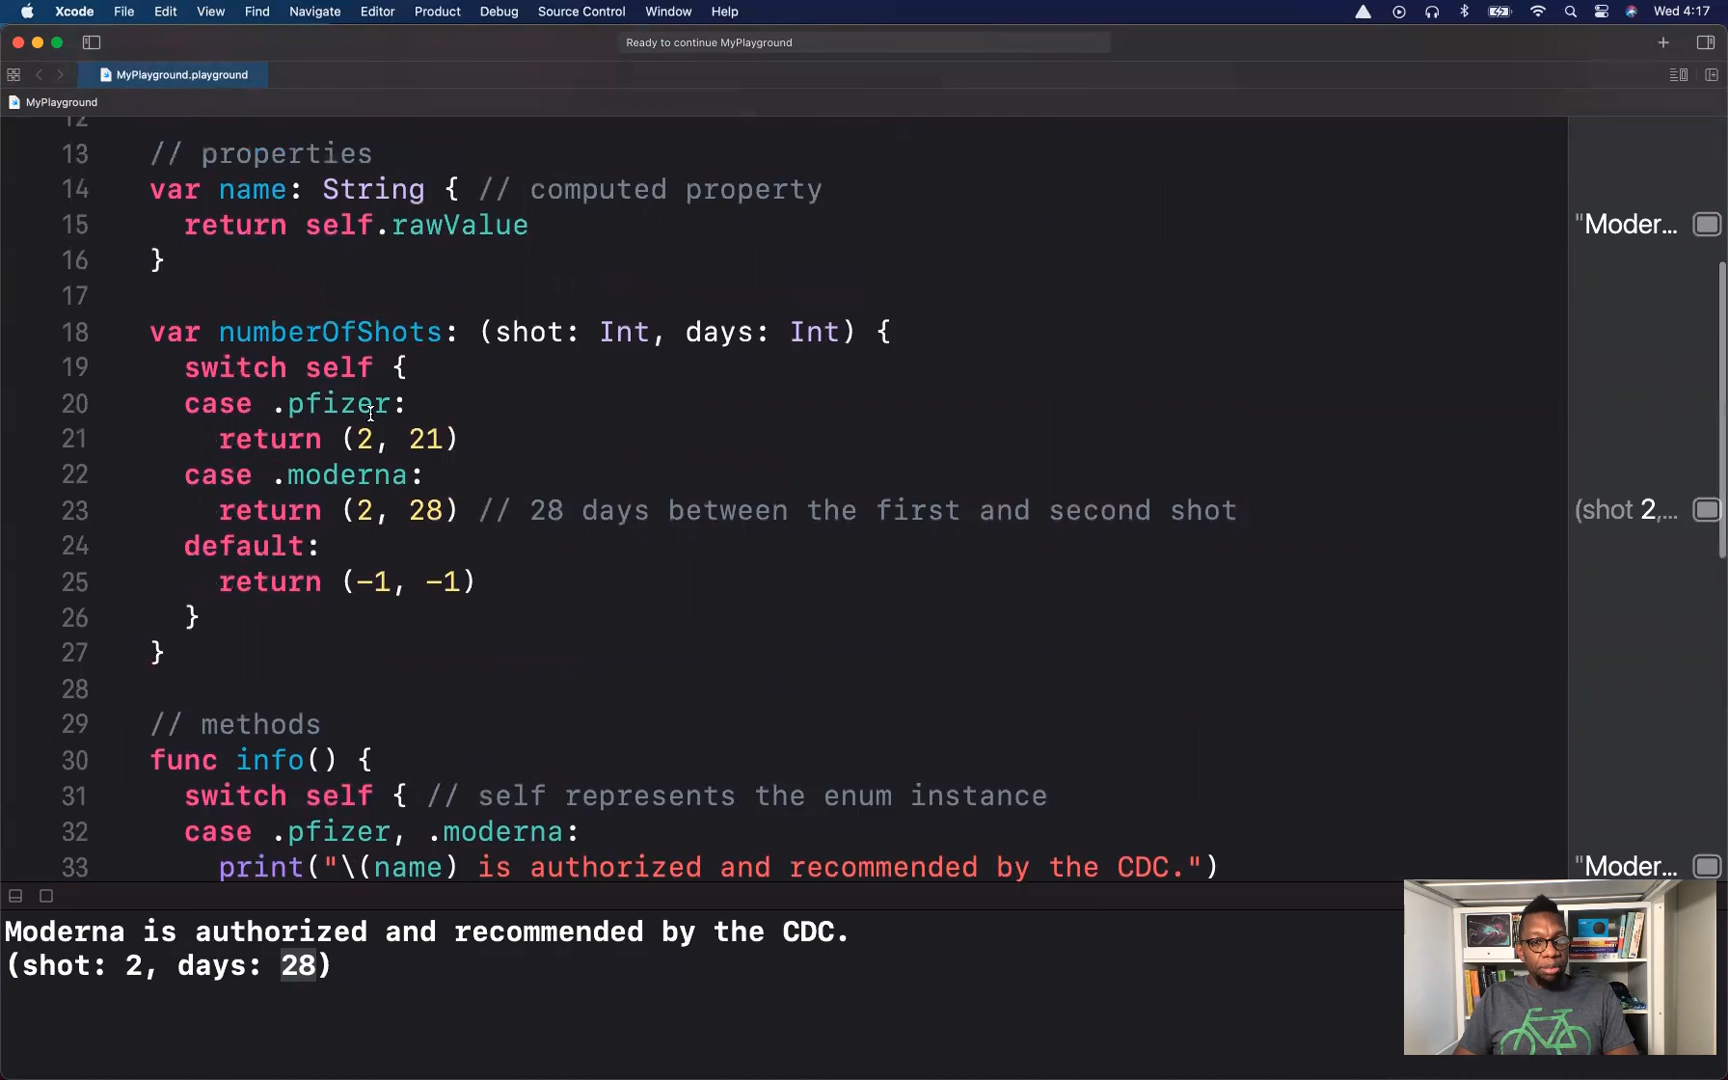 Xcode File Edit View Find Navigate Editor Product Debug Source Control Window Help Wed 4:17
Ready to continue MyPlayground
MyPlayground.playground
MyPlayground
12
13 // properties
14 var name: String { // computed property
15 return self.rawValue "Moder...
16 }
17
18 var numberOfShots: (shot: Int, days: Int) {
19 switch self {
20 case .pfizer:
21 return (2, 21)
22 case .moderna:
23 return (2, 28) // 28 days between the first and second shot (shot 2,...
24 default:
25 return (-1, -1)
26 }
27 }
28
29 // methods
30 func info() {
31 switch self { // self represents the enum instance
32 case .pfizer, .moderna:
33 print("\(name) is authorized and recommended by the CDC.") "Moder...
Moderna is authorized and recommended by the CDC.
(shot: 2, days: 28)